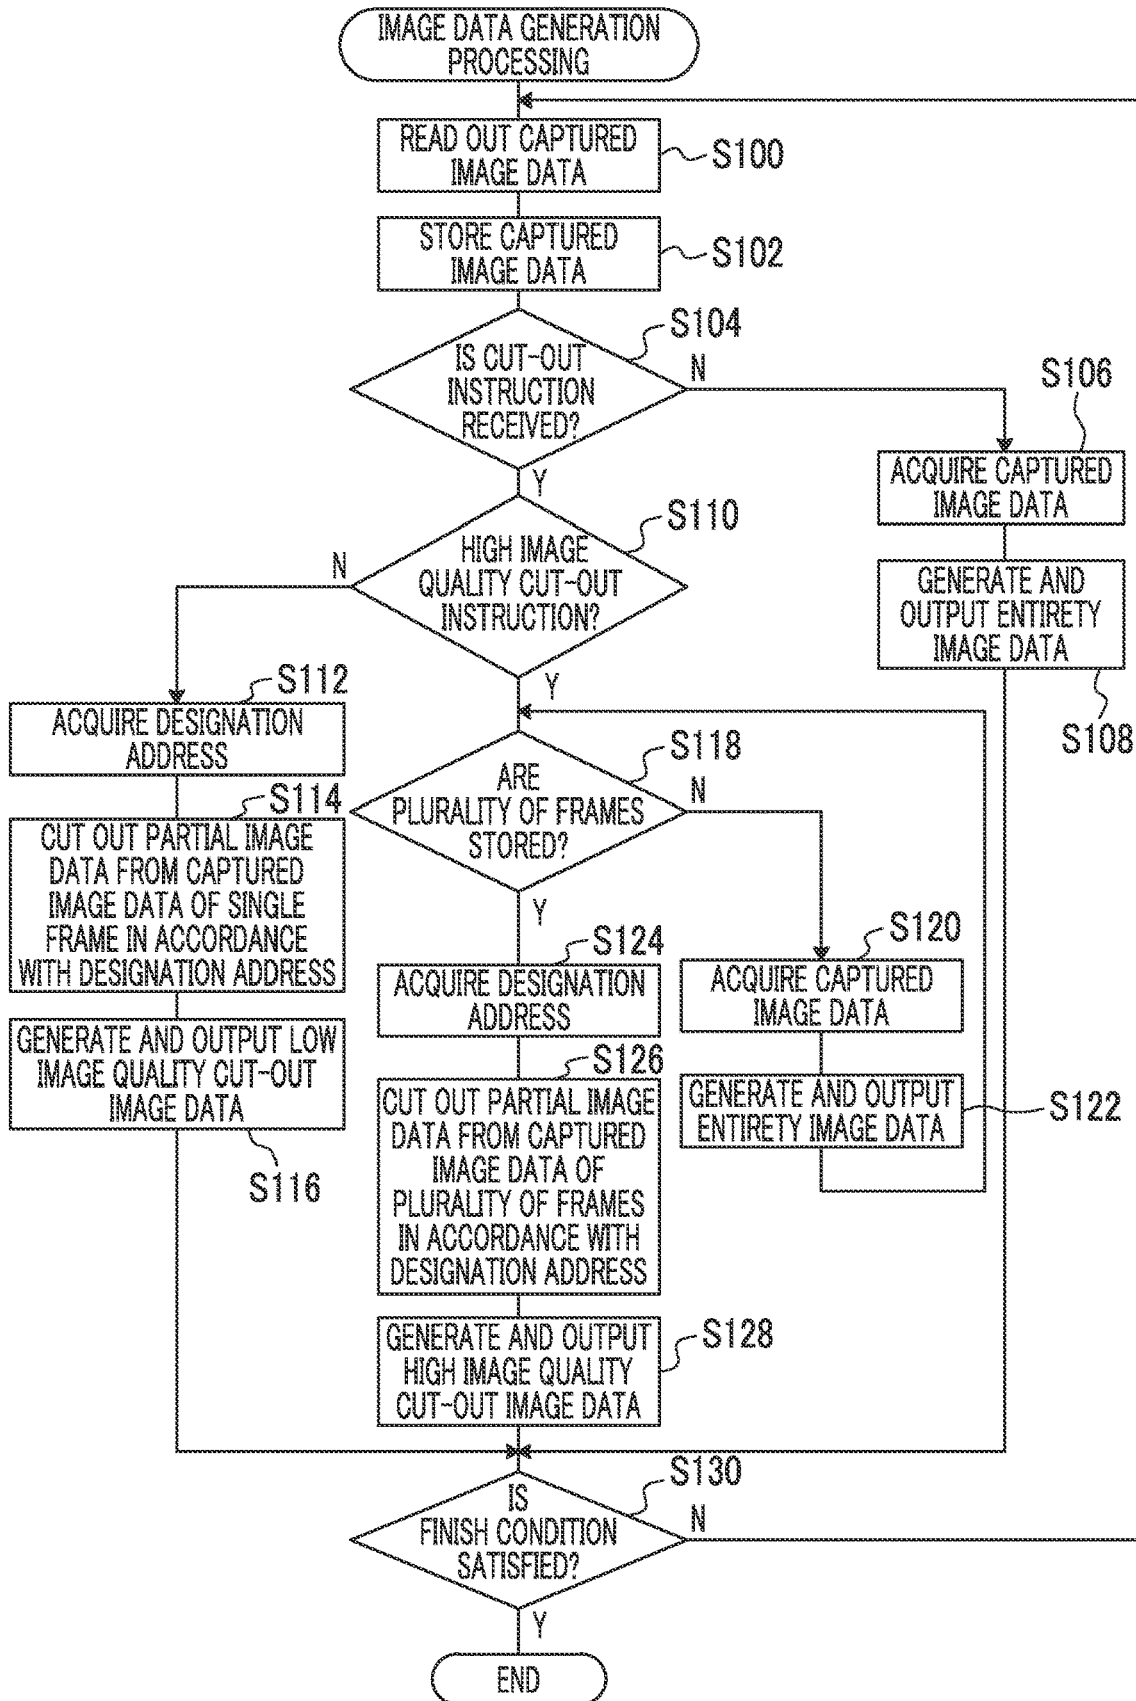 IMAGE DATA GENERATION
PROCESSING
READ OUT CAPTURED
IMAGE DATA
S100
STORE CAPTURED
IMAGE DATA
S102
S104
IS CUT-OUT
INSTRUCTION
RECEIVED?
N
Y
S106
ACQUIRE CAPTURED
IMAGE DATA
GENERATE AND
OUTPUT ENTIRETY
IMAGE DATA
S108
S110
HIGH IMAGE
QUALITY CUT-OUT
INSTRUCTION?
N
Y
S112
ACQUIRE DESIGNATION
ADDRESS
S114
CUT OUT PARTIAL IMAGE
DATA FROM CAPTURED
IMAGE DATA OF SINGLE
FRAME IN ACCORDANCE
WITH DESIGNATION ADDRESS
GENERATE AND OUTPUT LOW
IMAGE QUALITY CUT-OUT
IMAGE DATA
S116
S118
ARE
PLURALITY OF FRAMES
STORED?
N
Y
S120
ACQUIRE CAPTURED
IMAGE DATA
GENERATE AND OUTPUT
ENTIRETY IMAGE DATA
S122
S124
ACQUIRE DESIGNATION
ADDRESS
S126
CUT OUT PARTIAL IMAGE
DATA FROM CAPTURED
IMAGE DATA OF
PLURALITY OF FRAMES
IN ACCORDANCE WITH
DESIGNATION ADDRESS
GENERATE AND OUTPUT
HIGH IMAGE QUALITY
CUT-OUT IMAGE DATA
S128
S130
IS
FINISH CONDITION
SATISFIED?
N
Y
END